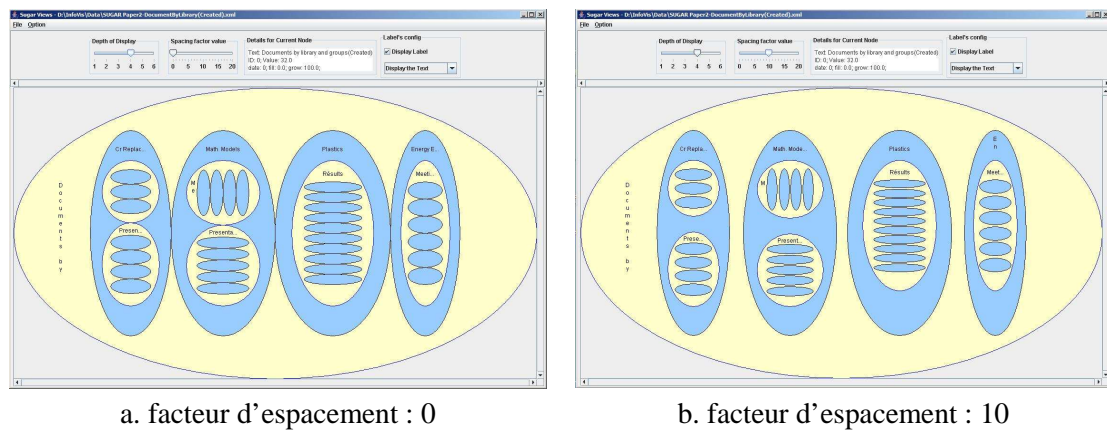 Sugar Views - D:\InfoVis\Data\SUGAR Paper2-DocumentByLibrary(Created).xml
File Option
Depth of Display
1 2 3 4 5 6
Spacing factor value
0 5 10 15 20
Details for Current Node
Text: Documents by library and groups(Created)
ID: 0; Value: 32.0
date: 0; fill: 0.0; grow:100.0;
Label's config
Display Label
Display the Text
Documents by
Cr Replac...
Presen...
Math. Models
Me
Presenta...
Plastics
Résults
Energy E...
Meeti...
a. facteur d'espacement : 0
Sugar Views - D:\InfoVis\Data\SUGAR Paper2-DocumentByLibrary(Created).xml
File Option
Depth of Display
1 2 3 4 5 6
Spacing factor value
0 5 10 15 20
Details for Current Node
Text: Documents by library and groups(Created)
ID: 0; Value: 32.0
date: 0; fill: 0.0; grow:100.0;
Label's config
Display Label
Display the Text
Documents by
Cr Repla...
Prese...
Math. Mode...
M
Present...
Plastics
Résults
En
Meet...
b. facteur d'espacement : 10